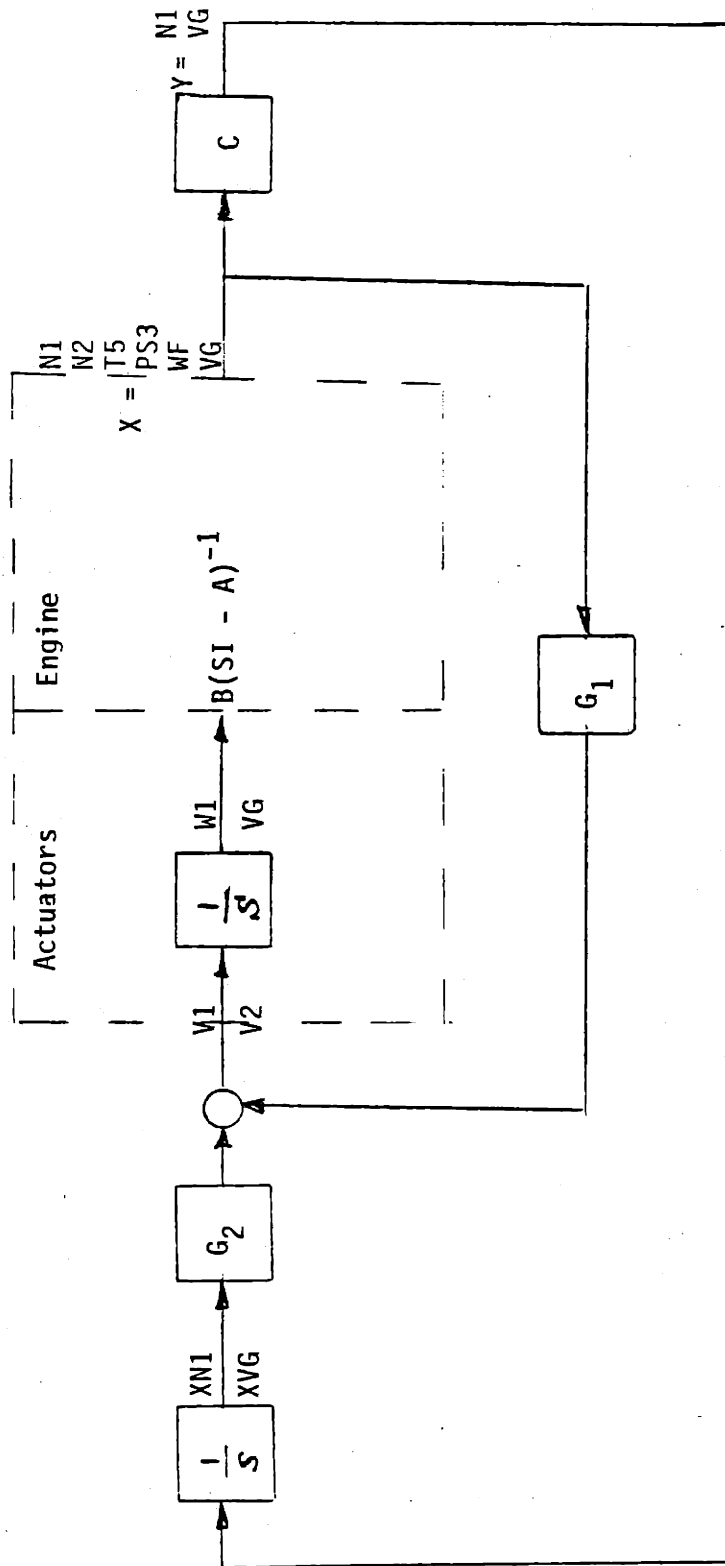 Actuators
Engine
1
S
XN1
XVG
G2
V1
V2
1
S
W1
VG
B(SI - A)⁻¹
X =
N1
N2
T5
PS3
WF
VG
C
Y =
N1
VG
G1